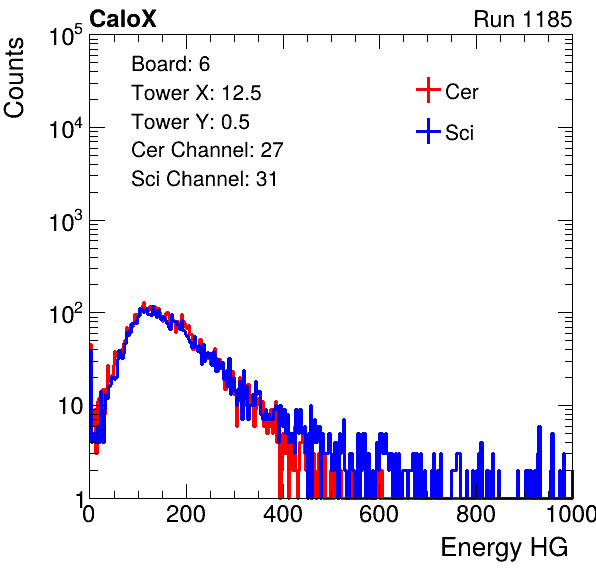 CaloX Run 1185
Counts
10^5
10^4
10^3
10^2
10
1
Board: 6
Tower X: 12.5
Tower Y: 0.5
Cer Channel: 27
Sci Channel: 31
Cer
Sci
0 200 400 600 800 1000
Energy HG